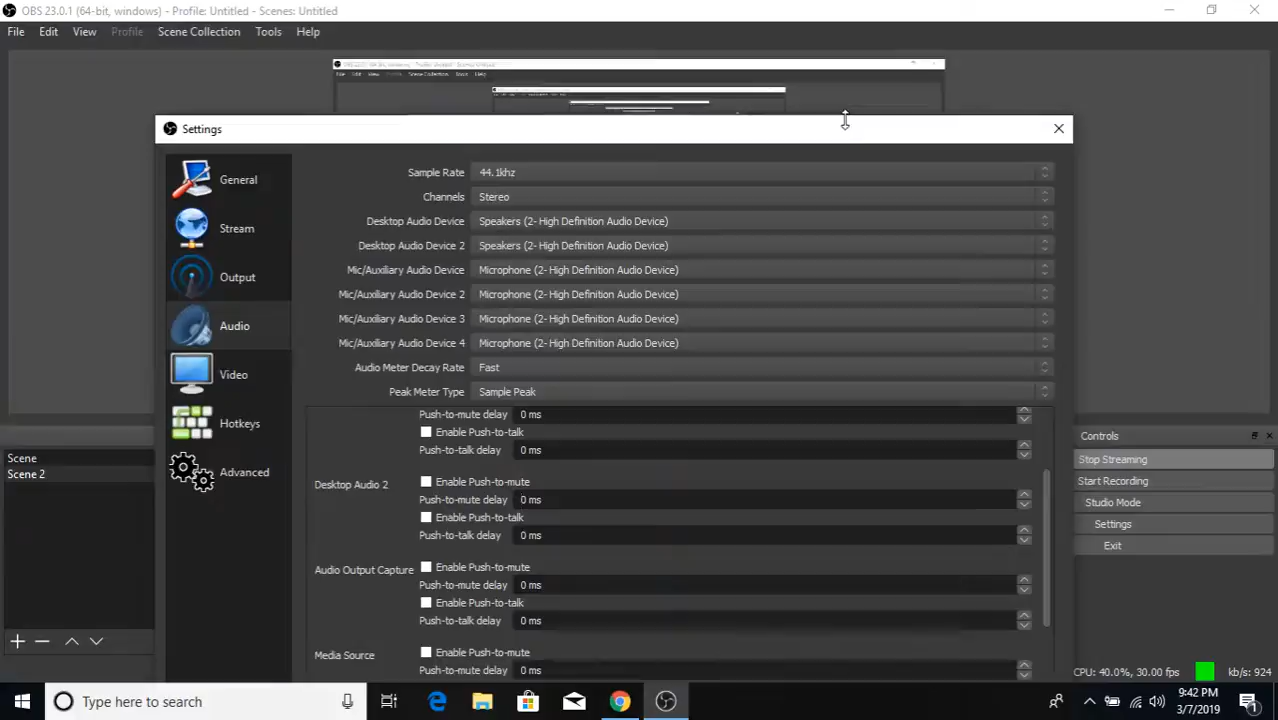 OBS 23.0.1 (64-bit, windows) - Profile: Untitled - Scenes: Untitled
File Edit View Profile Scene Collection Tools Help
Settings
General
Stream
Output
Audio
Video
Hotkeys
Advanced
Sample Rate 44.1khz
Channels Stereo
Desktop Audio Device Speakers (2- High Definition Audio Device)
Desktop Audio Device 2 Speakers (2- High Definition Audio Device)
Mic/Auxiliary Audio Device Microphone (2- High Definition Audio Device)
Mic/Auxiliary Audio Device 2 Microphone (2- High Definition Audio Device)
Mic/Auxiliary Audio Device 3 Microphone (2- High Definition Audio Device)
Mic/Auxiliary Audio Device 4 Microphone (2- High Definition Audio Device)
Audio Meter Decay Rate Fast
Peak Meter Type Sample Peak
Push-to-mute delay 0 ms
Enable Push-to-talk
Push-to-talk delay 0 ms
Desktop Audio 2 Enable Push-to-mute
Push-to-mute delay 0 ms
Enable Push-to-talk
Push-to-talk delay 0 ms
Audio Output Capture Enable Push-to-mute
Push-to-mute delay 0 ms
Enable Push-to-talk
Push-to-talk delay 0 ms
Media Source Enable Push-to-mute
Push-to-mute delay 0 ms
Scene
Scene 2
Controls
Stop Streaming
Start Recording
Studio Mode
Settings
Exit
CPU: 40.0%, 30.00 fps kb/s: 924
Type here to search
9:42 PM
3/7/2019
1